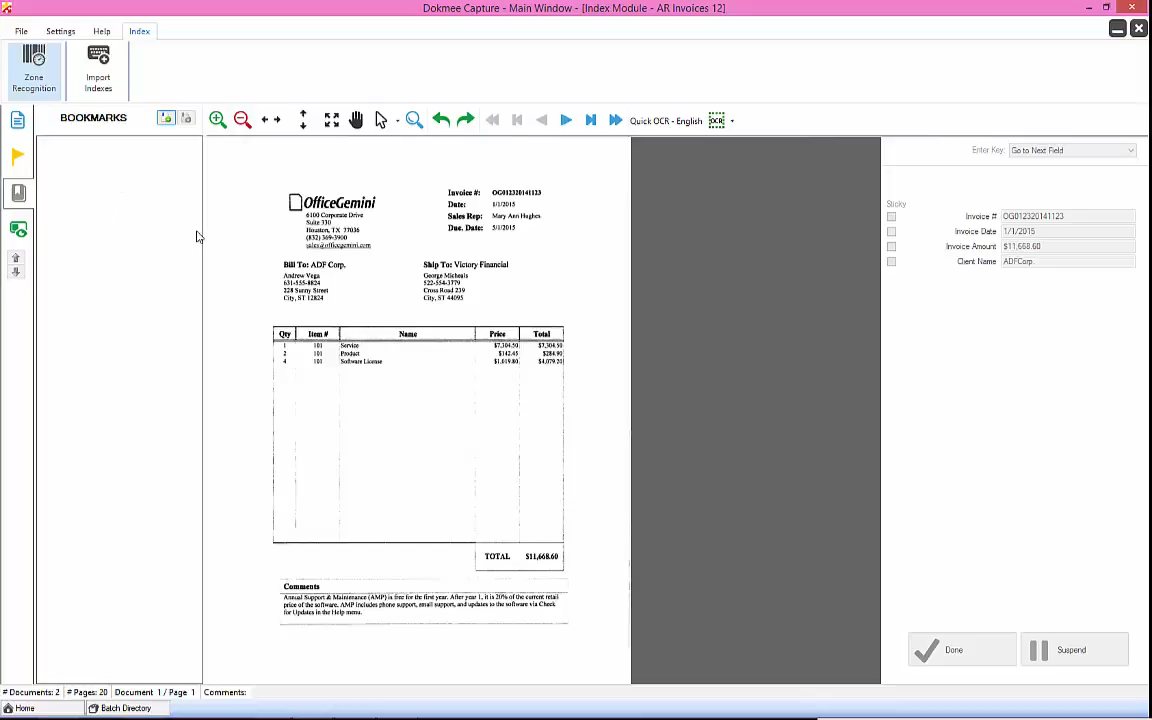 Dokmee Capture - Main Window - [Index Module - AR Invoices 12]
File Settings Help Index
Zone Recognition
Import Indexes
BOOKMARKS
Quick OCR - English OCR
Enter Key: Go to Next Field
Sticky
Invoice # OG012320141123
Invoice Date 1/1/2015
Invoice Amount $11,668.60
Client Name ADFCorp.
OfficeGemini
6100 Corporate Drive
Suite 330
Houston, TX 77036
(832) 369-3900
sales@officegemini.com
Invoice #: OG012320141123
Date: 1/1/2015
Sales Rep: Mary Ann Hughes
Due. Date: 5/1/2015
Bill To: ADF Corp.
Andrew Vega
631-555-8824
228 Sunny Street
City, ST 12824
Ship To: Victory Financial
George Micheals
522-554-3779
Cross Road 239
City, ST 44095
Qty Item # Name Price Total
1 101 Service $7,304.50 $7,304.50
2 101 Product $142.45 $284.90
4 101 Software License $1,019.80 $4,079.20
TOTAL $11,668.60
Comments
Annual Support & Maintenance (AMP) is free for the first year. After year 1, it is 20% of the current retail
price of the software. AMP includes phone support, email support, and updates to the software via Check
for Updates in the Help menu.
Done
Suspend
# Documents: 2 # Pages: 20 Document 1 / Page 1 Comments:
Home Batch Directory